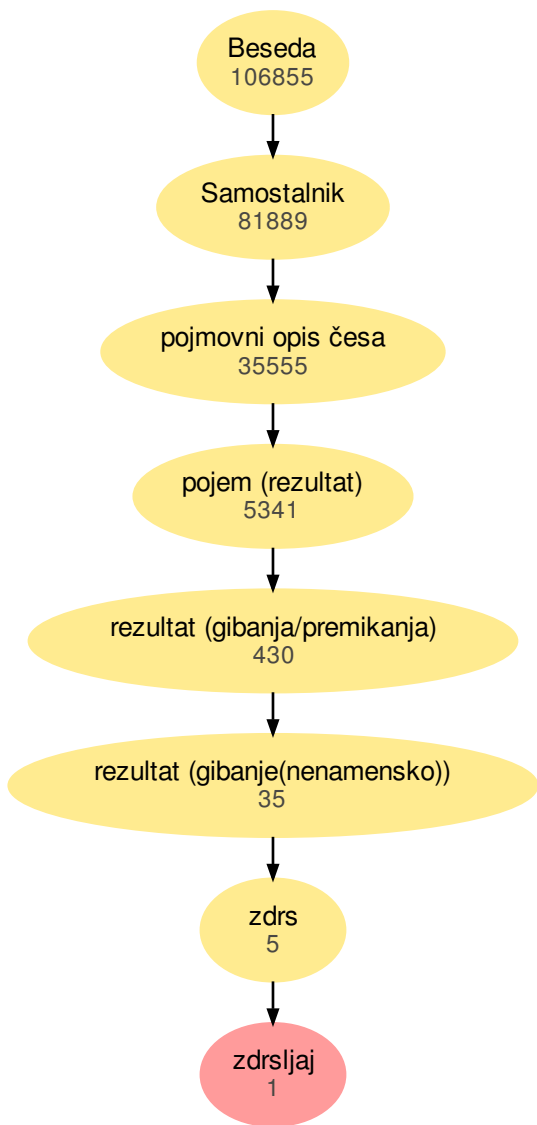 Beseda
106855
Samostalnik
81889
pojmovni opis česa
35555
pojem (rezultat)
5341
rezultat (gibanja/premikanja)
430
rezultat (gibanje(nenamensko))
35
zdrs
5
zdrsljaj
1